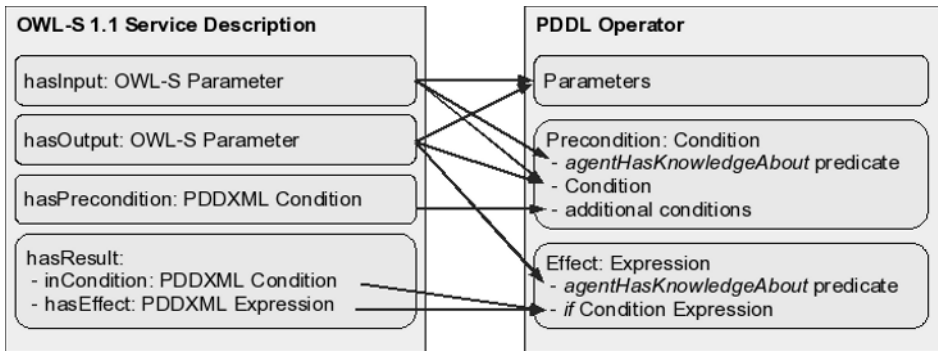 OWL-S 1.1 Service Description
hasInput: OWL-S Parameter
hasOutput: OWL-S Parameter
hasPrecondition: PDDXML Condition
hasResult:
- inCondition: PDDXML Condition
- hasEffect: PDDXML Expression
PDDL Operator
Parameters
Precondition: Condition
- agentHasKnowledgeAbout predicate
- Condition
- additional conditions
Effect: Expression
- agentHasKnowledgeAbout predicate
- if Condition Expression